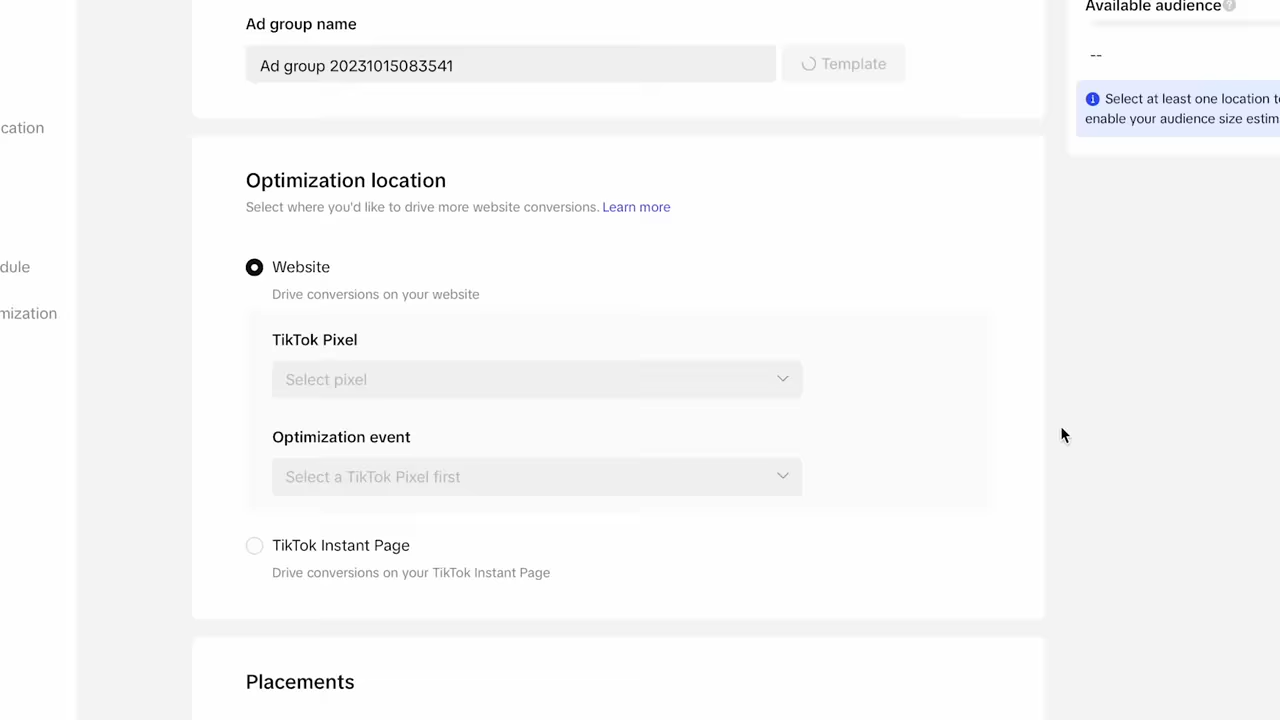 Ad group name
Ad group 20231015083541
Template
Optimization location
Select where you'd like to drive more website conversions. Learn more
Website
Drive conversions on your website
TikTok Pixel
Select pixel
Optimization event
Select a TikTok Pixel first
TikTok Instant Page
Drive conversions on your TikTok Instant Page
Placements
cation
dule
mization
Available audience
--
Select at least one location t
enable your audience size estim